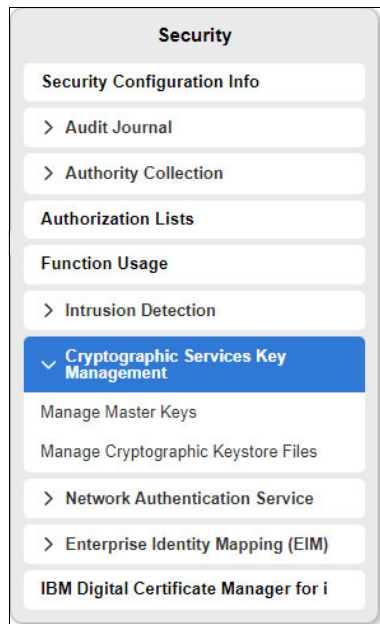 Security
Security Configuration Info
Audit Journal
Authority Collection
Authorization Lists
Function Usage
Intrusion Detection
Cryptographic Services Key
Management
Manage Master Keys
Manage Cryptographic Keystore Files
Network Authentication Service
Enterprise Identity Mapping (EIM)
IBM Digital Certificate Manager for i